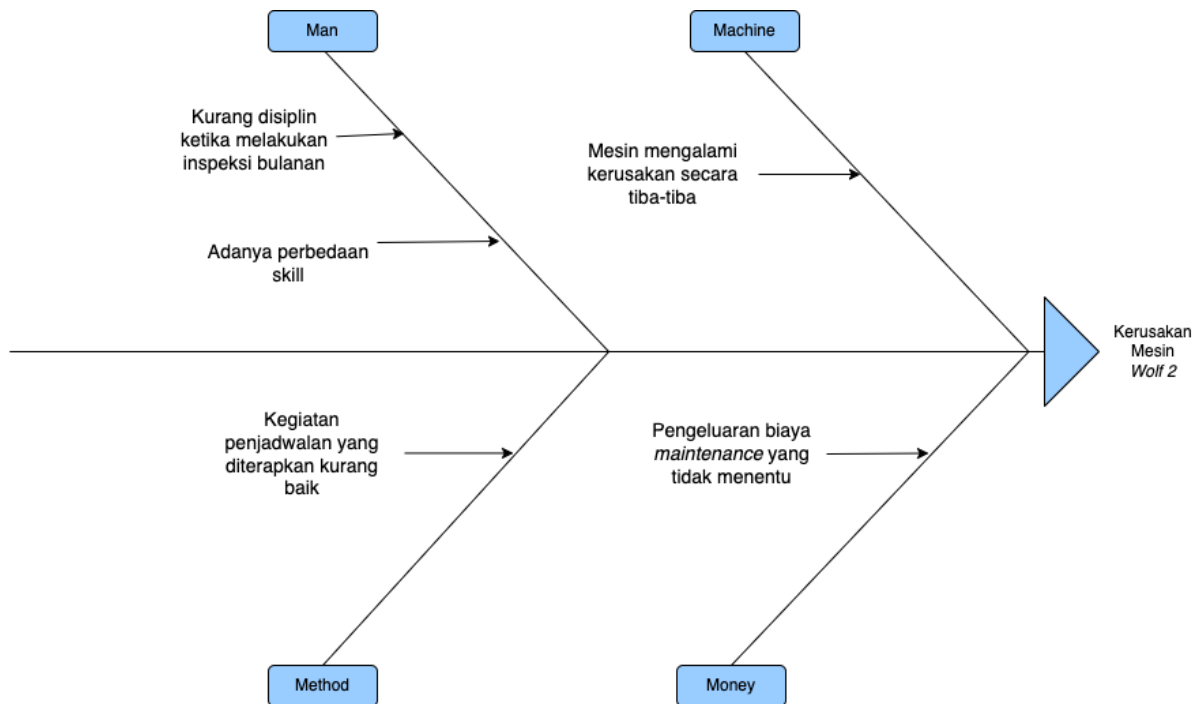 Man
Machine
Kurang disiplin
ketika melakukan
inspeksi bulanan
Mesin mengalami
kerusakan secara
tiba-tiba
Adanya perbedaan
skill
Kerusakan
Mesin
Wolf 2
Kegiatan
penjadwalan yang
diterapkan kurang
baik
Pengeluaran biaya
maintenance yang
tidak menentu
Method
Money